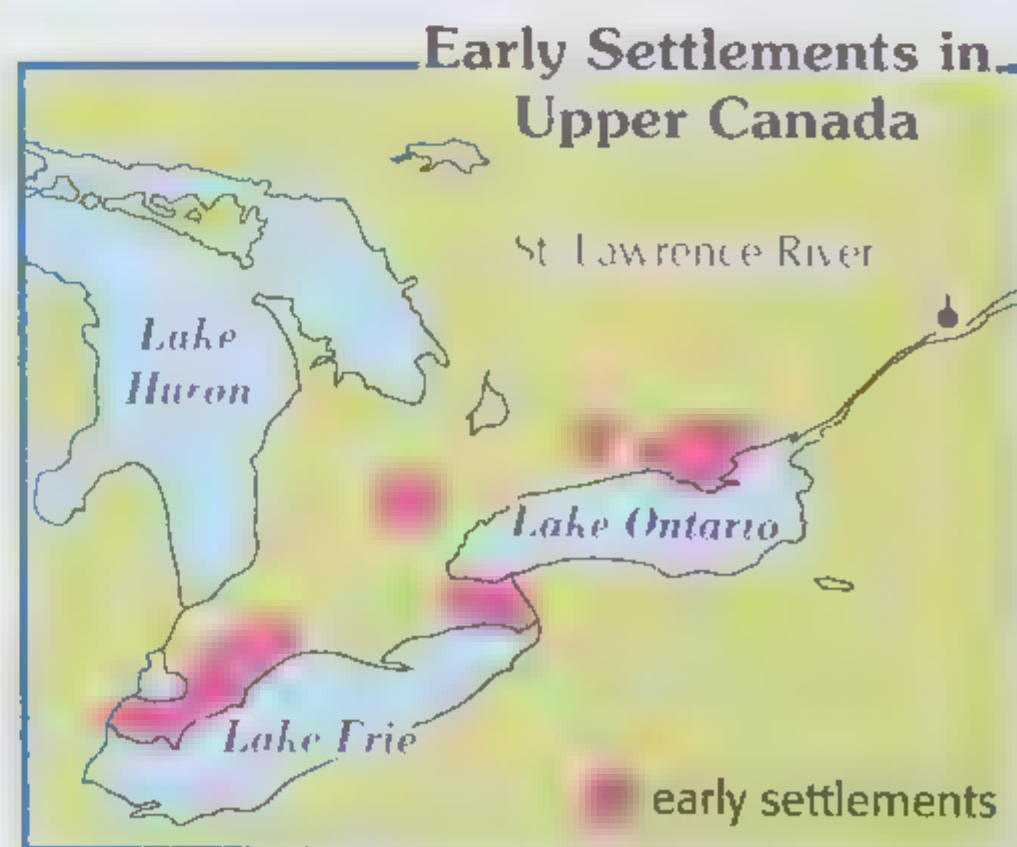 Early Settlements in
Upper Canada
St. Lawrence River
Lake
Huron
Lake Ontario
Lake Erie
early settlements